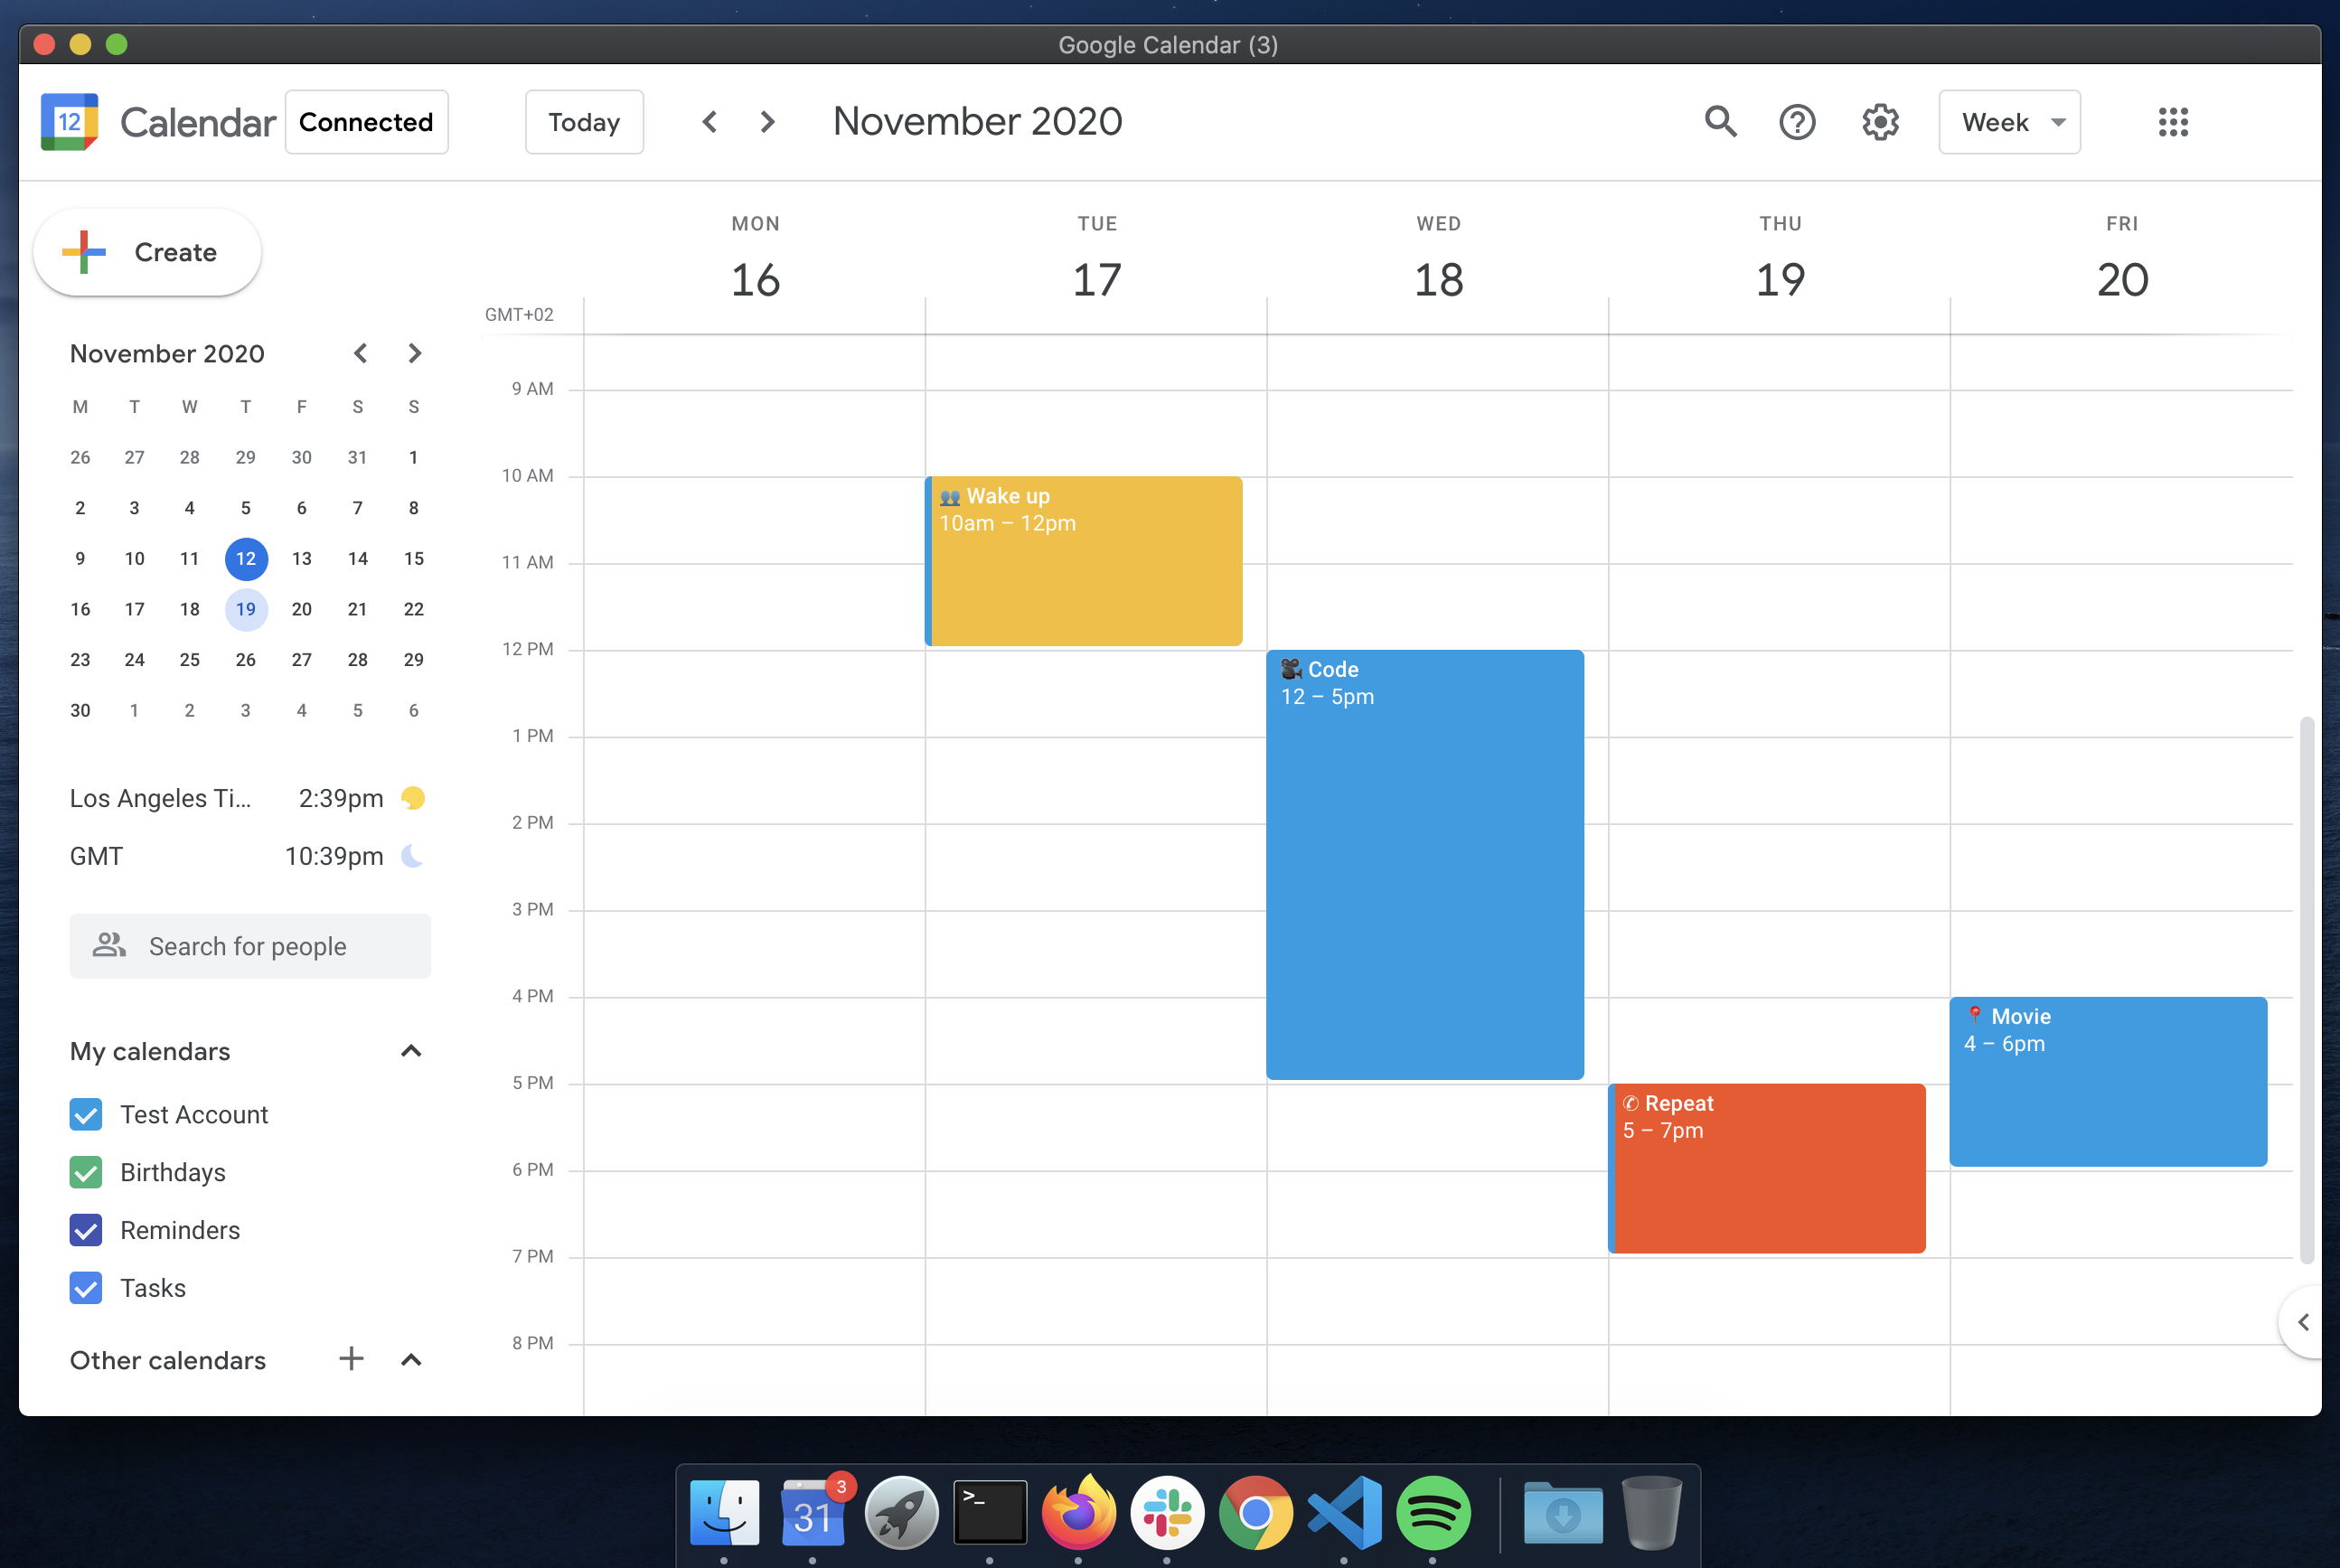 Google Calendar (3)
12
Calendar
Connected
Today
November 2020
Week
Create
November 2020
M T W T F S S
26 27 28 29 30 31 1
2 3 4 5 6 7 8
9 10 11 12 13 14 15
16 17 18 19 20 21 22
23 24 25 26 27 28 29
30 1 2 3 4 5 6
Los Angeles Ti... 2:39pm
GMT 10:39pm
Search for people
My calendars
Test Account
Birthdays
Reminders
Tasks
Other calendars
MON TUE WED THU FRI
16 17 18 19 20
GMT+02
9 AM
10 AM
11 AM
12 PM
1 PM
2 PM
3 PM
4 PM
5 PM
6 PM
7 PM
8 PM
👥 Wake up
10am – 12pm
🎥 Code
12 – 5pm
✆ Repeat
5 – 7pm
📍 Movie
4 – 6pm
31
3
>_